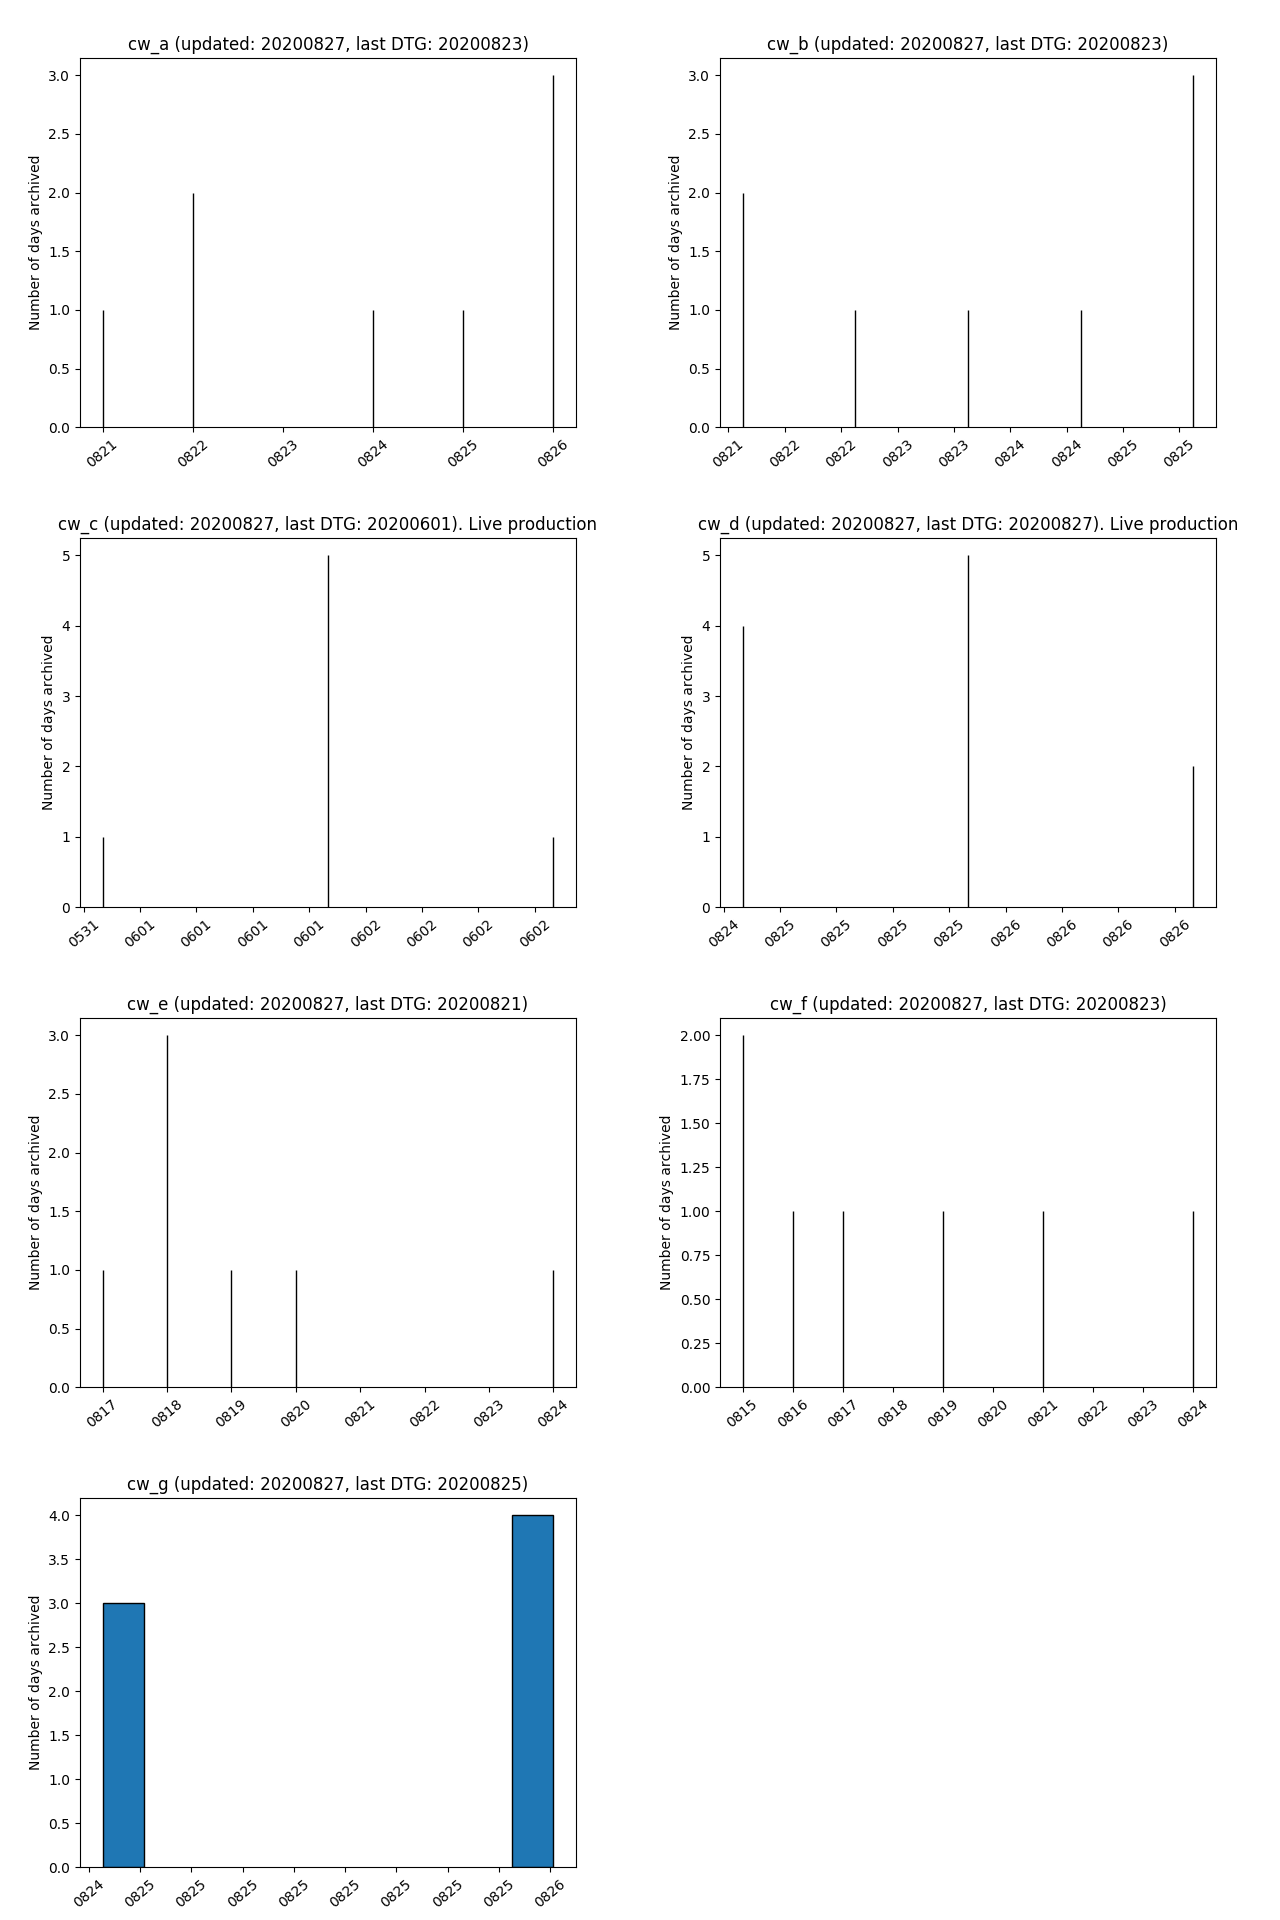 cw_a (updated: 20200827, last DTG: 20200823)
Number of days archived
3.0
2.5
2.0
1.5
1.0
0.5
0.0
0821 0822 0823 0824 0825 0826
cw_b (updated: 20200827, last DTG: 20200823)
Number of days archived
3.0
2.5
2.0
1.5
1.0
0.5
0.0
0821 0822 0822 0823 0823 0824 0824 0825 0825
cw_c (updated: 20200827, last DTG: 20200601). Live production
Number of days archived
5
4
3
2
1
0
0531 0601 0601 0601 0601 0602 0602 0602 0602
cw_d (updated: 20200827, last DTG: 20200827). Live production
Number of days archived
5
4
3
2
1
0
0824 0825 0825 0825 0825 0826 0826 0826 0826
cw_e (updated: 20200827, last DTG: 20200821)
Number of days archived
3.0
2.5
2.0
1.5
1.0
0.5
0.0
0817 0818 0819 0820 0821 0822 0823 0824
cw_f (updated: 20200827, last DTG: 20200823)
Number of days archived
2.00
1.75
1.50
1.25
1.00
0.75
0.50
0.25
0.00
0815 0816 0817 0818 0819 0820 0821 0822 0823 0824
cw_g (updated: 20200827, last DTG: 20200825)
Number of days archived
4.0
3.5
3.0
2.5
2.0
1.5
1.0
0.5
0.0
0824 0825 0825 0825 0825 0825 0825 0825 0825 0826